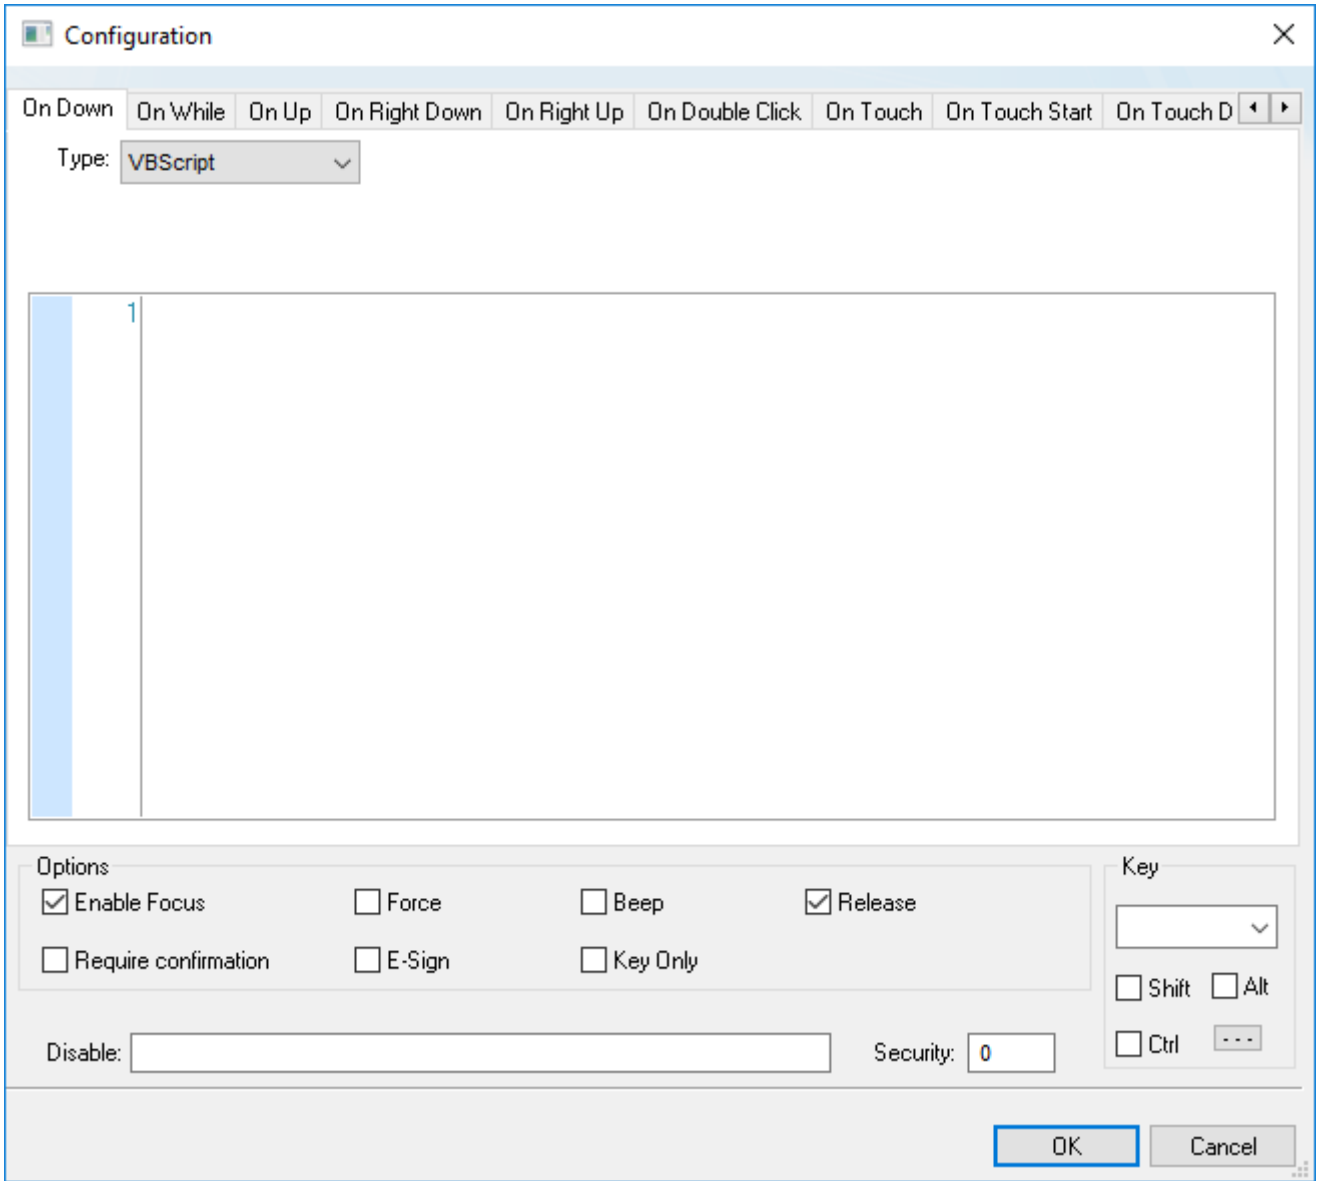 Configuration
On Down On While On Up On Right Down On Right Up On Double Click On Touch On Touch Start On Touch D
Type: VBScript
1
Options Key
Enable Focus Force Beep Release
Require confirmation E-Sign Key Only
Shift Alt
Disable: Security: 0
Ctrl ...
OK Cancel